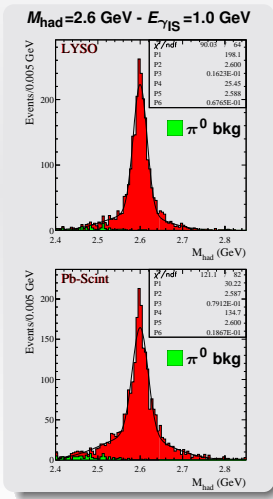 M_had=2.6 GeV - E_γIS=1.0 GeV
LYSO
χ²/ndf 90.03 / 64
P1 198.1
P2 2.600
P3 0.1623E-01
P4 25.45
P5 2.588
P6 0.6765E-01
π⁰ bkg
Events/0.005 GeV
200
100
0
2.4 2.5 2.6 2.7 2.8
M_had (GeV)
Pb-Scint
χ²/ndf 121.1 / 82
P1 30.22
P2 2.587
P3 0.7912E-01
P4 134.7
P5 2.600
P6 0.1867E-01
π⁰ bkg
Events/0.005 GeV
200
150
100
50
0
2.4 2.5 2.6 2.7 2.8
M_had (GeV)